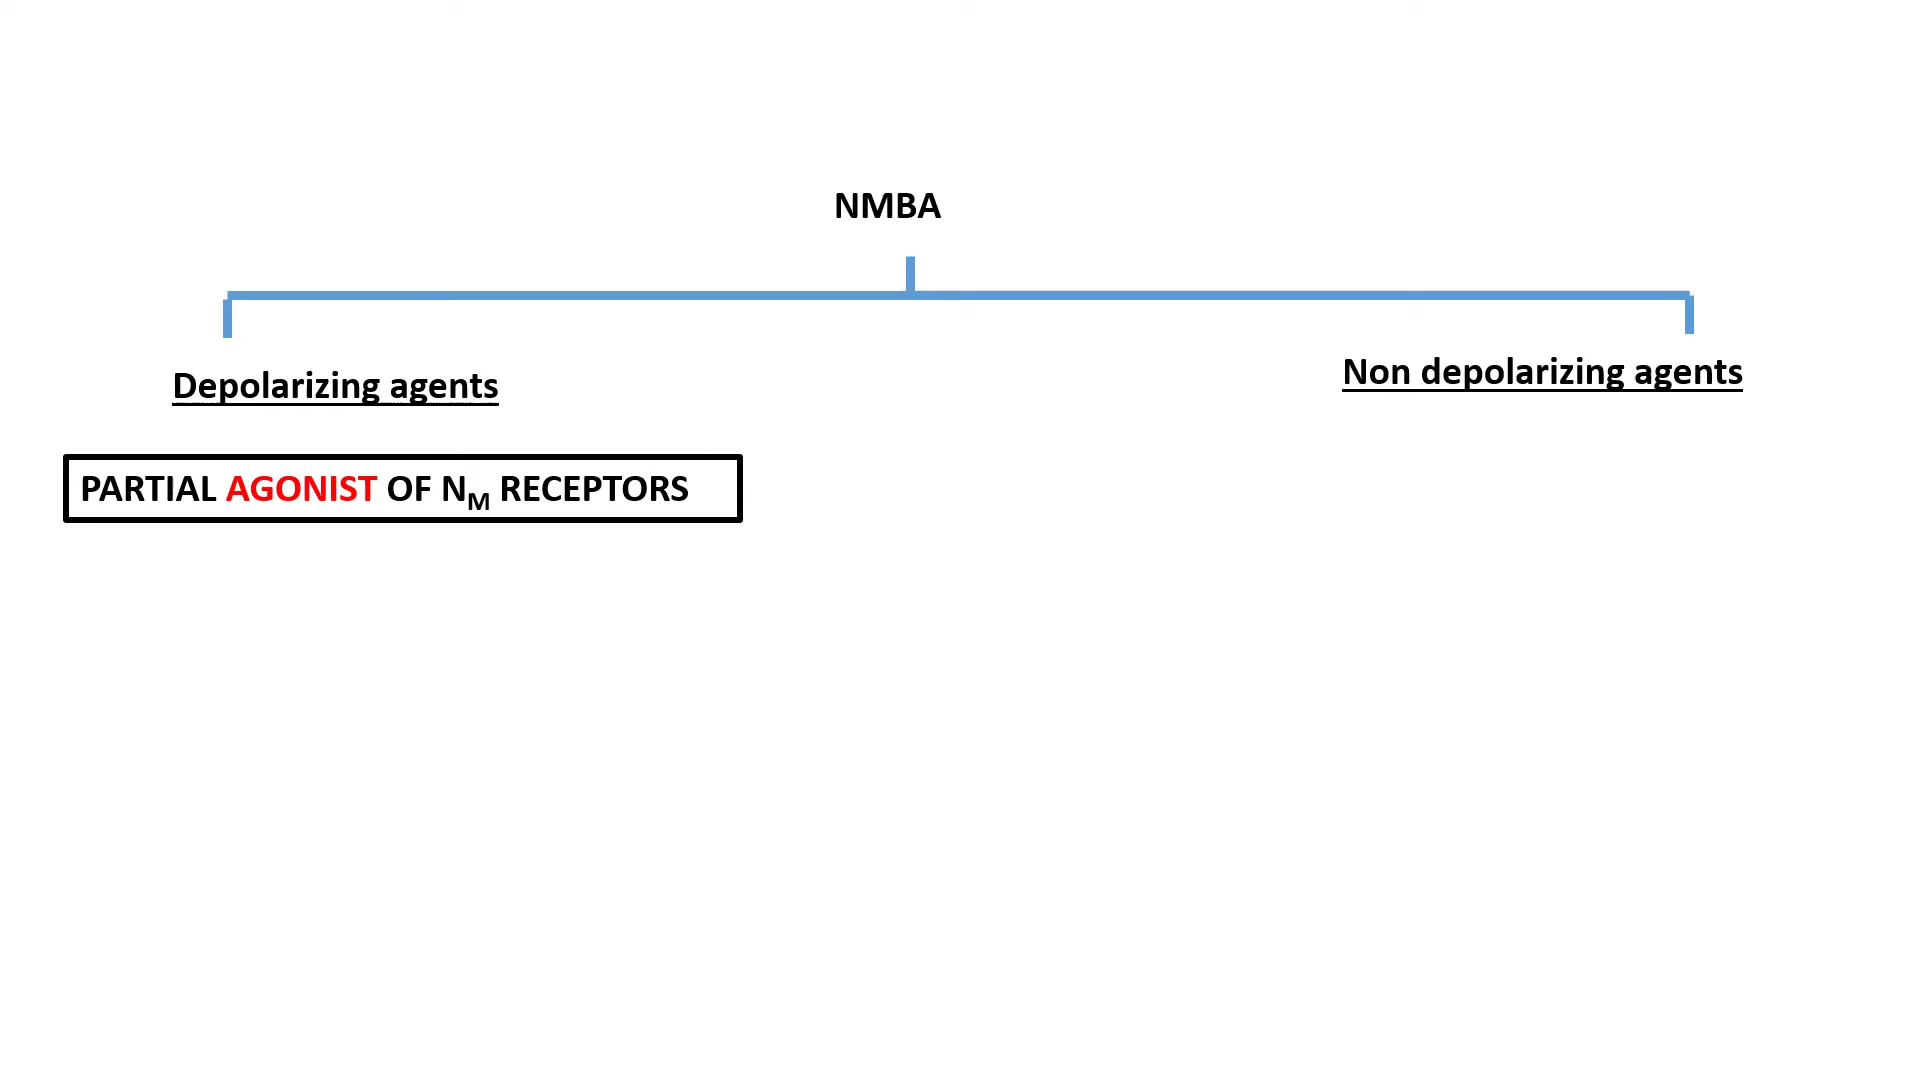 NMBA
Depolarizing agents
Non depolarizing agents
PARTIAL AGONIST OF NM RECEPTORS